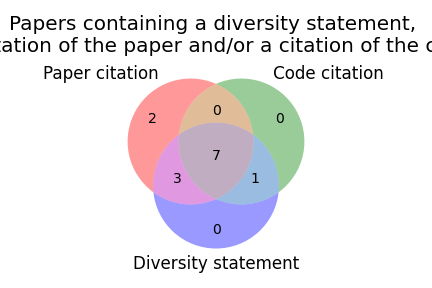 Papers containing a diversity statement,
tation of the paper and/or a citation of the c
Paper citation
Code citation
2
0
0
7
3
1
0
Diversity statement